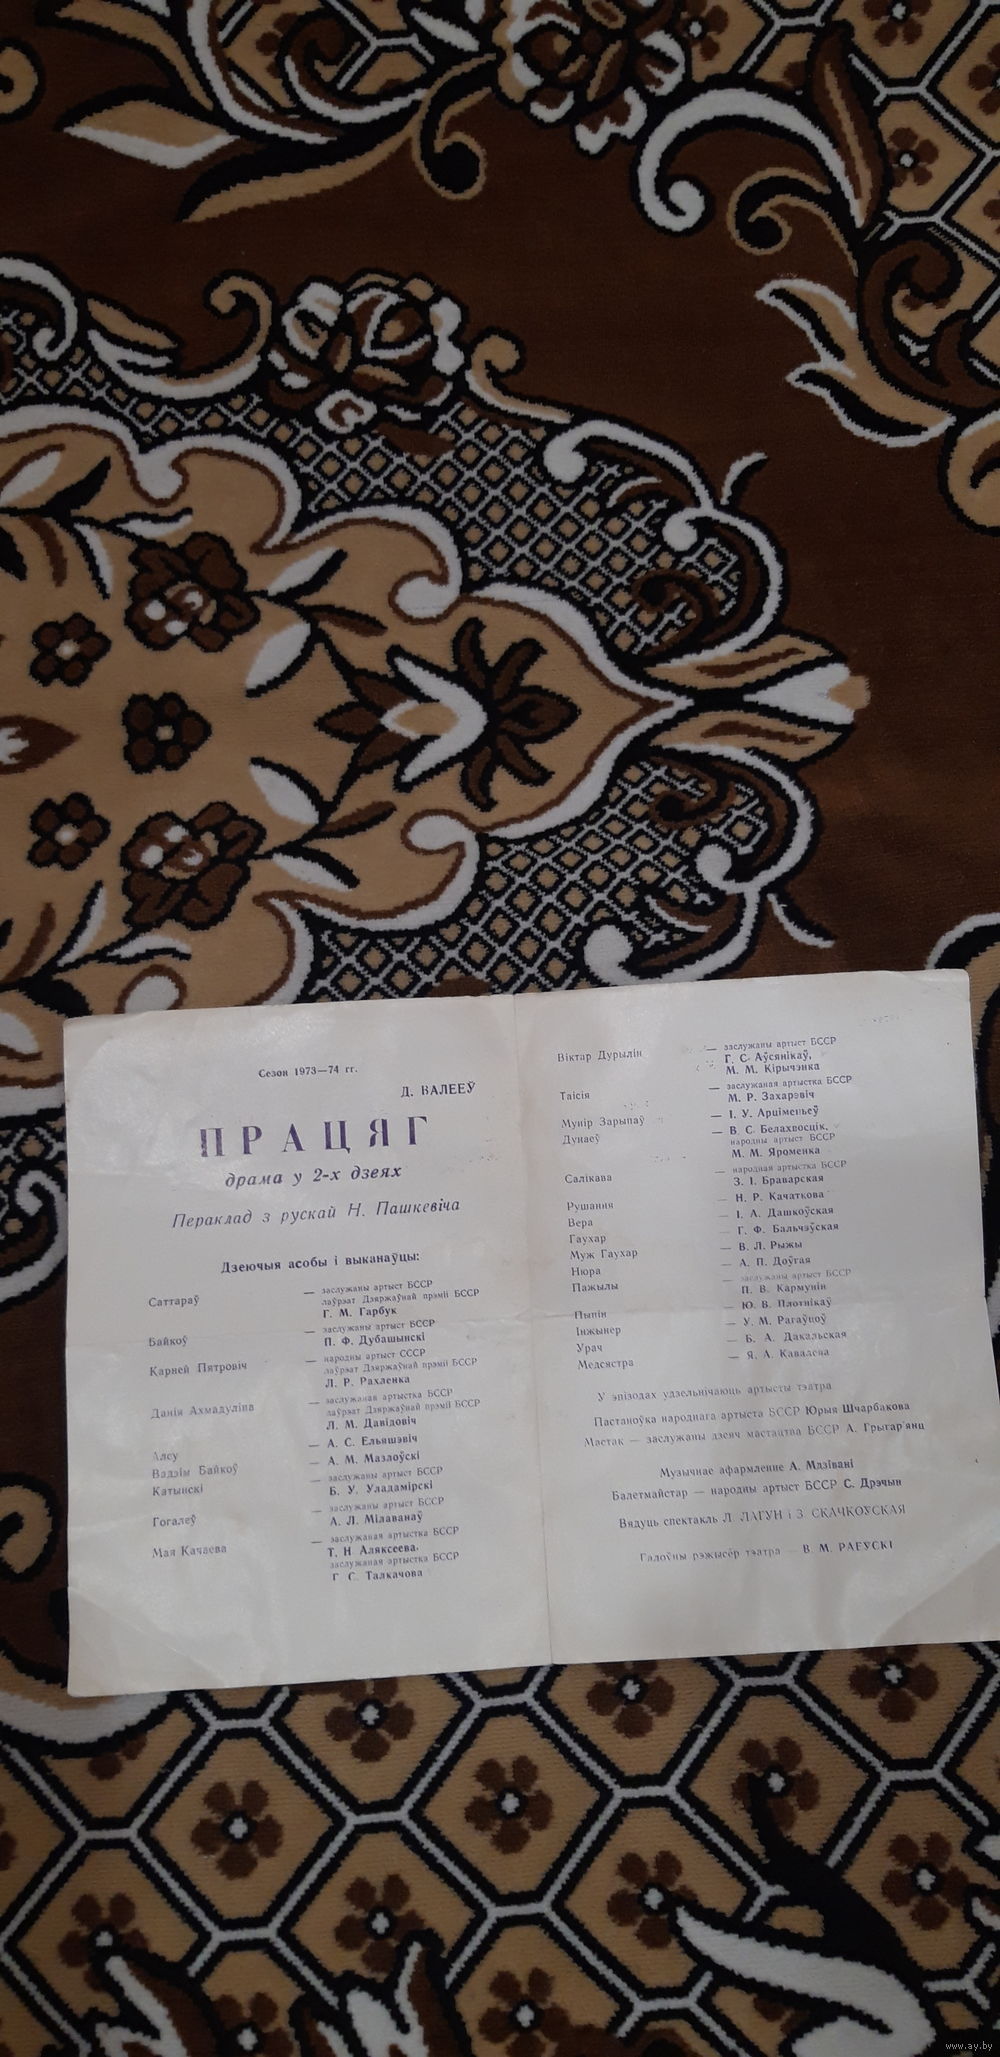 Сезон 1973—74 гг.
Д. ВАЛЕЕЎ
ПРАЦЯГ
драма у 2-х дзеях
Пераклад з рускай Н. Пашкевіча
Дзеючыя асобы і выканаўцы:
Саттараў — заслужаны артыст БССР
лаўрэат Дзяржаўнай прэміі БССР
Г. М. Гарбук
Байкоў — заслужаны артыст БССР
П. Ф. Дубашынскі
Карней Пятровіч — народны артыст СССР
лаўрэат Дзяржаўнай прэміі БССР
Л. Р. Рахленка
Данія Ахмадуліна — заслужаная артыстка БССР
лаўрэат Дзяржаўнай прэміі БССР
Л. М. Давідовіч
Алсу — А. С. Ельяшэвіч
Вадзім Байкоў — А. М. Мазлоўскі
Катынскі — заслужаны артыст БССР
Б. У. Уладамірскі
Гогалеў — заслужаны артыст БССР
А. Л. Мілаванаў
Мая Качаева — заслужаная артыстка БССР
Т. Н. Аляксеева,
заслужаная артыстка БССР
Г. С. Талкачова
Віктар Дурылін — заслужаны артыст БССР
Г. С. Аўсянікаў,
М. М. Кірычэнка
Таісія — заслужаная артыстка БССР
М. Р. Захарэвіч
Мунір Зарыпаў — І. У. Арціменьеў
Дунаеў — В. С. Белахвосцік,
народны артыст БССР
М. М. Яроменка
Салікава — народная артыстка БССР
З. І. Браварская
Рушання — Н. Р. Качаткова
Вера — І. А. Дашкоўская
Гаухар — Г. Ф. Бальчэўская
Муж Гаухар — В. Л. Рыжы
Нюра — А. П. Доўгая
Пажылы — заслужаны артыст БССР
П. В. Кармунін
Пыпін — Ю. В. Плотнікаў
Інжынер — У. М. Рагаўцоў
Урач — Б. А. Дакальская
Медсястра — Я. А. Кавалёва
У эпізодах удзельнічаюць артысты тэатра
Пастаноўка народнага артыста БССР Юрыя Шчарбакова
Мастак — заслужаны дзеяч мастацтва БССР А. Грыгар'янц
Музычнае афармленне А. Мдзівані
Балетмайстар — народны артыст БССР С. Дрэчын
Вядуць спектакль Л. ЛАГУН і З. СКАЧКОЎСКАЯ
Галоўны рэжысёр тэатра — В. М. РАЕЎСКІ
www.ay.by